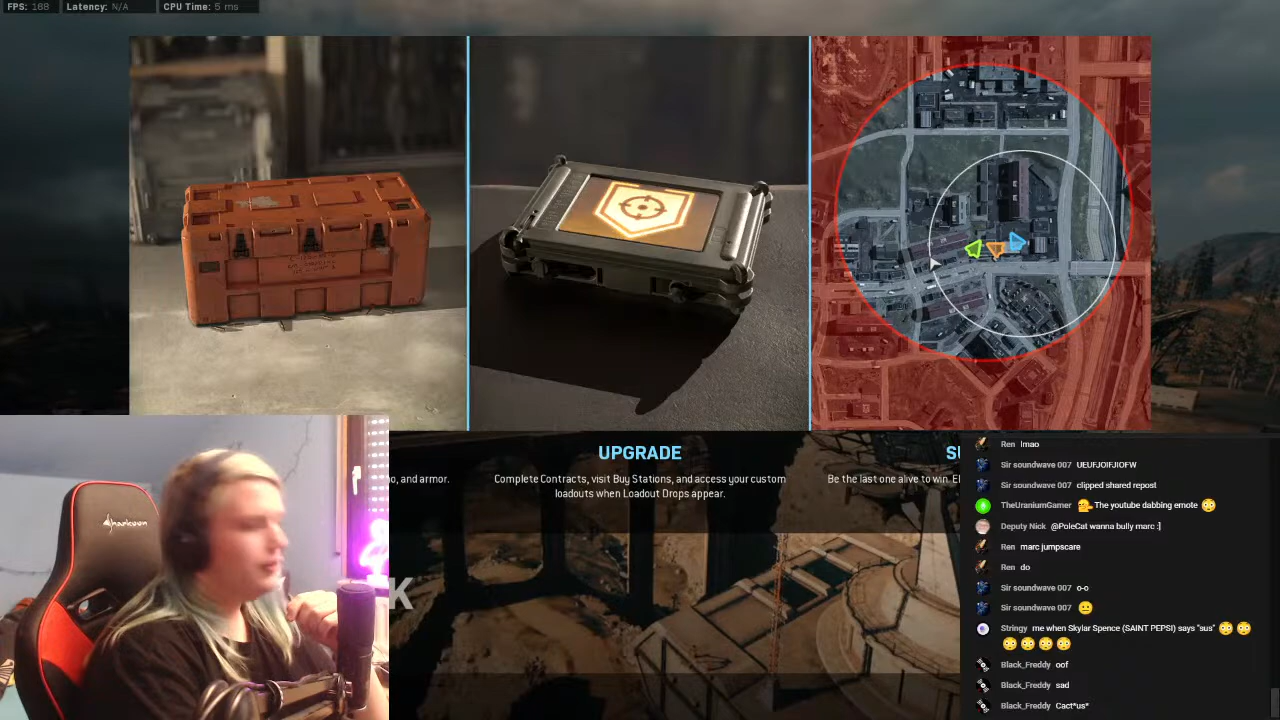 FPS: 168 Latency: N/A CPU Time: 5 ms
UPGRADE
SU
o, and armor.
Complete Contracts, visit Buy Stations, and access your custom
loadouts when Loadout Drops appear.
Be the last one alive to win. El
K
Sharkoon
Ren lmao
Sir soundwave 007 UEUFJOIFJIOFW
Sir soundwave 007 clipped shared repost
TheUraniumGamer The youtube dabbing emote 😳
Deputy Nick @PoleCat wanna bully marc :]
Ren marc jumpscare
Ren do
Sir soundwave 007 o-o
Sir soundwave 007 😐
Stringy me when Skylar Spence (SAINT PEPSI) says "sus" 😳 😳
😳 😳 😳 😳
Black_Freddy oof
Black_Freddy sad
Black_Freddy Cact*us*